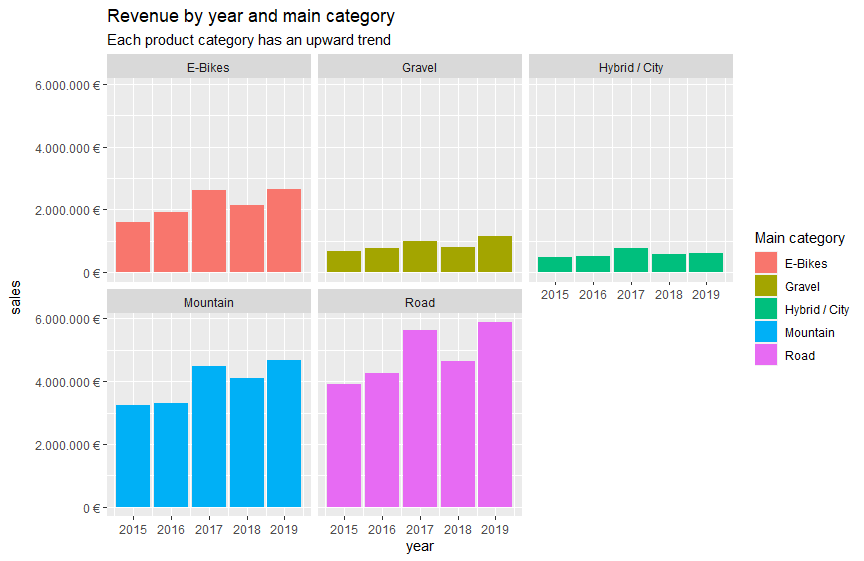 Revenue by year and main category
Each product category has an upward trend
E-Bikes
Gravel
Hybrid / City
6.000.000 €
4.000.000 €
2.000.000 €
0 €
2015 2016 2017 2018 2019
Mountain
Road
6.000.000 €
4.000.000 €
2.000.000 €
0 €
2015 2016 2017 2018 2019
2015 2016 2017 2018 2019
year
sales
Main category
E-Bikes
Gravel
Hybrid / City
Mountain
Road